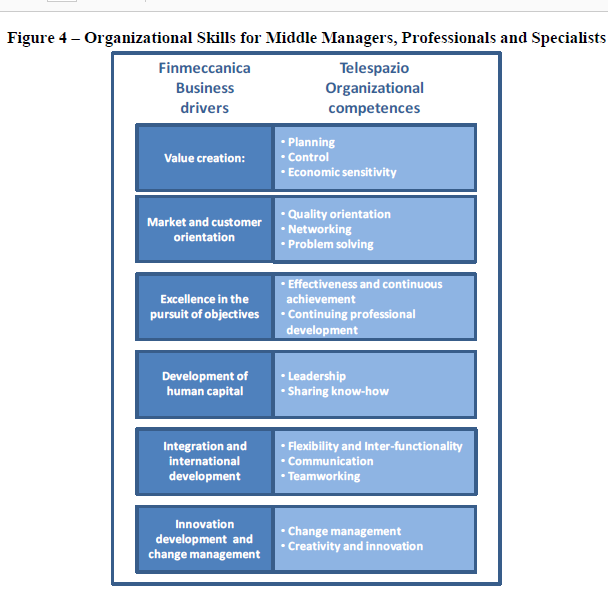 Figure 4 – Organizational Skills for Middle Managers, Professionals and Specialists
Finmeccanica
Business
drivers
Telespazio
Organizational
competences
Value creation:
• Planning
• Control
• Economic sensitivity
Market and customer
orientation
• Quality orientation
• Networking
• Problem solving
Excellence in the
pursuit of objectives
• Effectiveness and continuous
achievement
• Continuing professional
development
Development of
human capital
• Leadership
• Sharing know-how
Integration and
international
development
• Flexibility and Inter-functionality
• Communication
• Teamworking
Innovation
development and
change management
• Change management
• Creativity and innovation